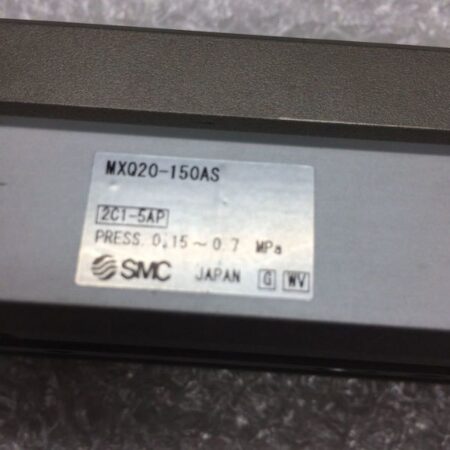 MXQ20-150AS
2C1-5AP
PRESS. 0.15～0.7 MPa
SMC JAPAN G WV